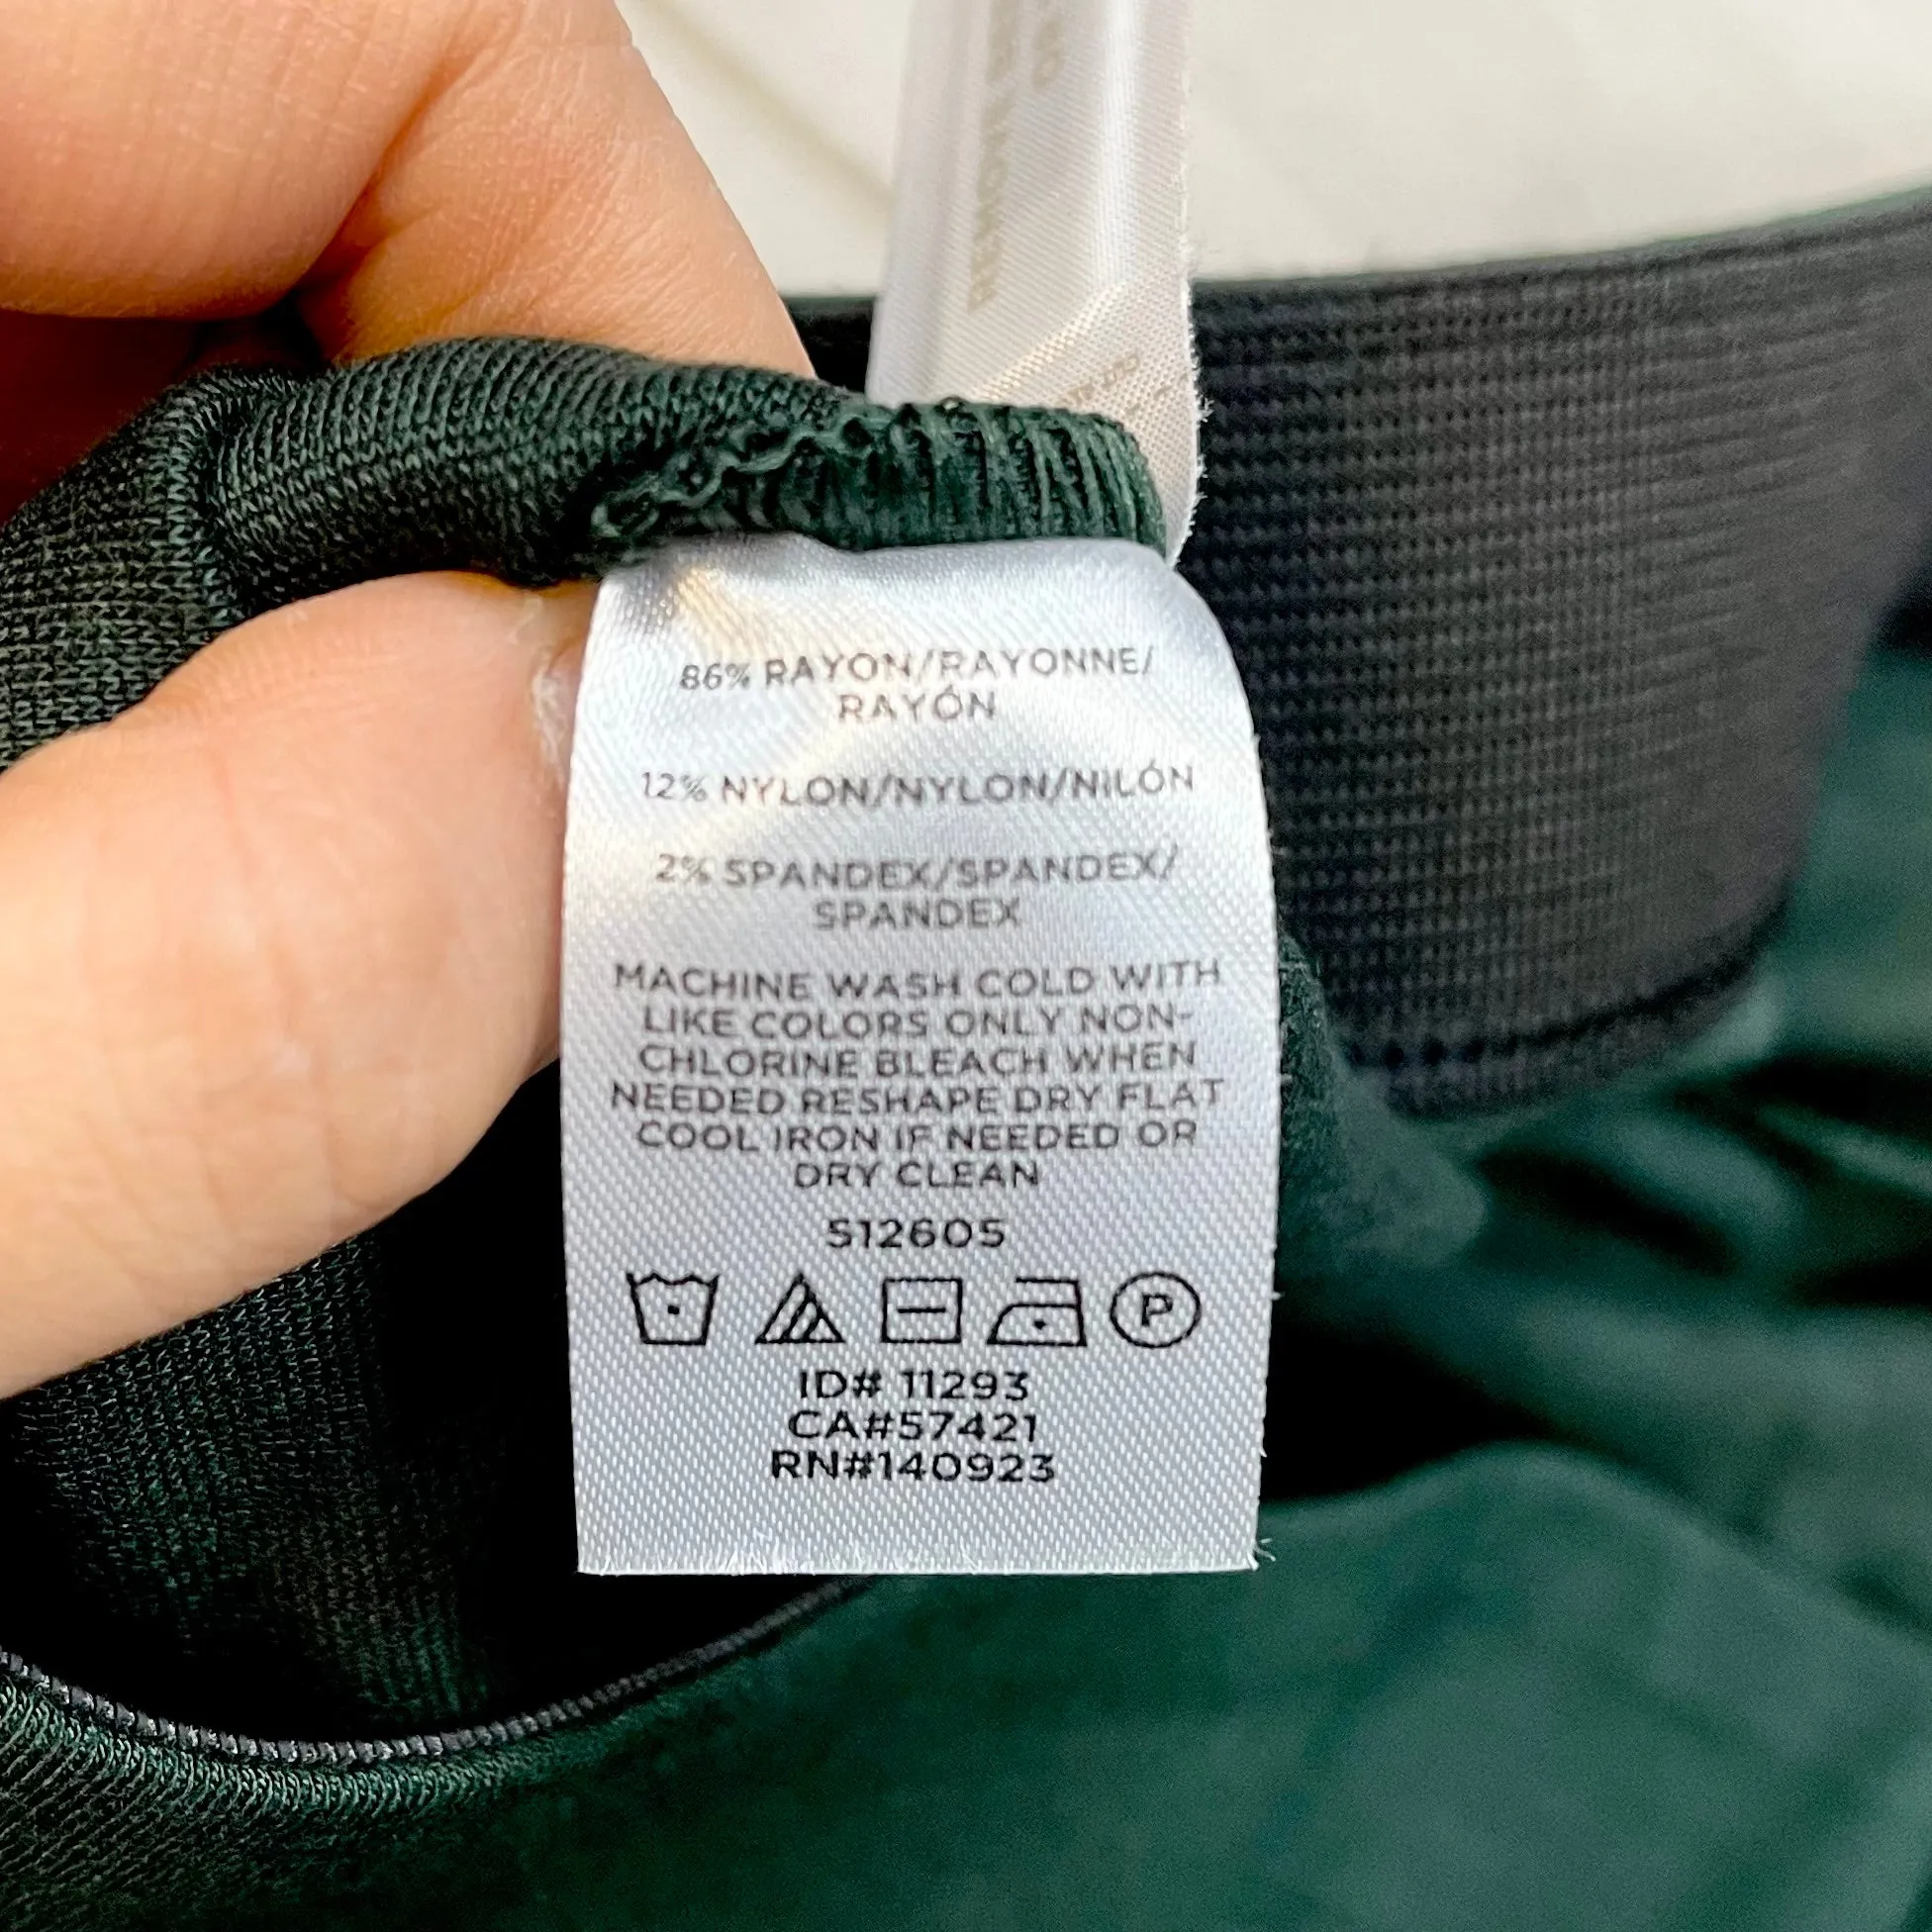 86% RAYON/RAYONNE/
RAYÓN
12% NYLON/NYLON/NILÓN
2% SPANDEX/SPANDEX/
SPANDEX
MACHINE WASH COLD WITH
LIKE COLORS ONLY NON-
CHLORINE BLEACH WHEN
NEEDED RESHAPE DRY FLAT
COOL IRON IF NEEDED OR
DRY CLEAN
512605
P
ID# 11293
CA#57421
RN#140923